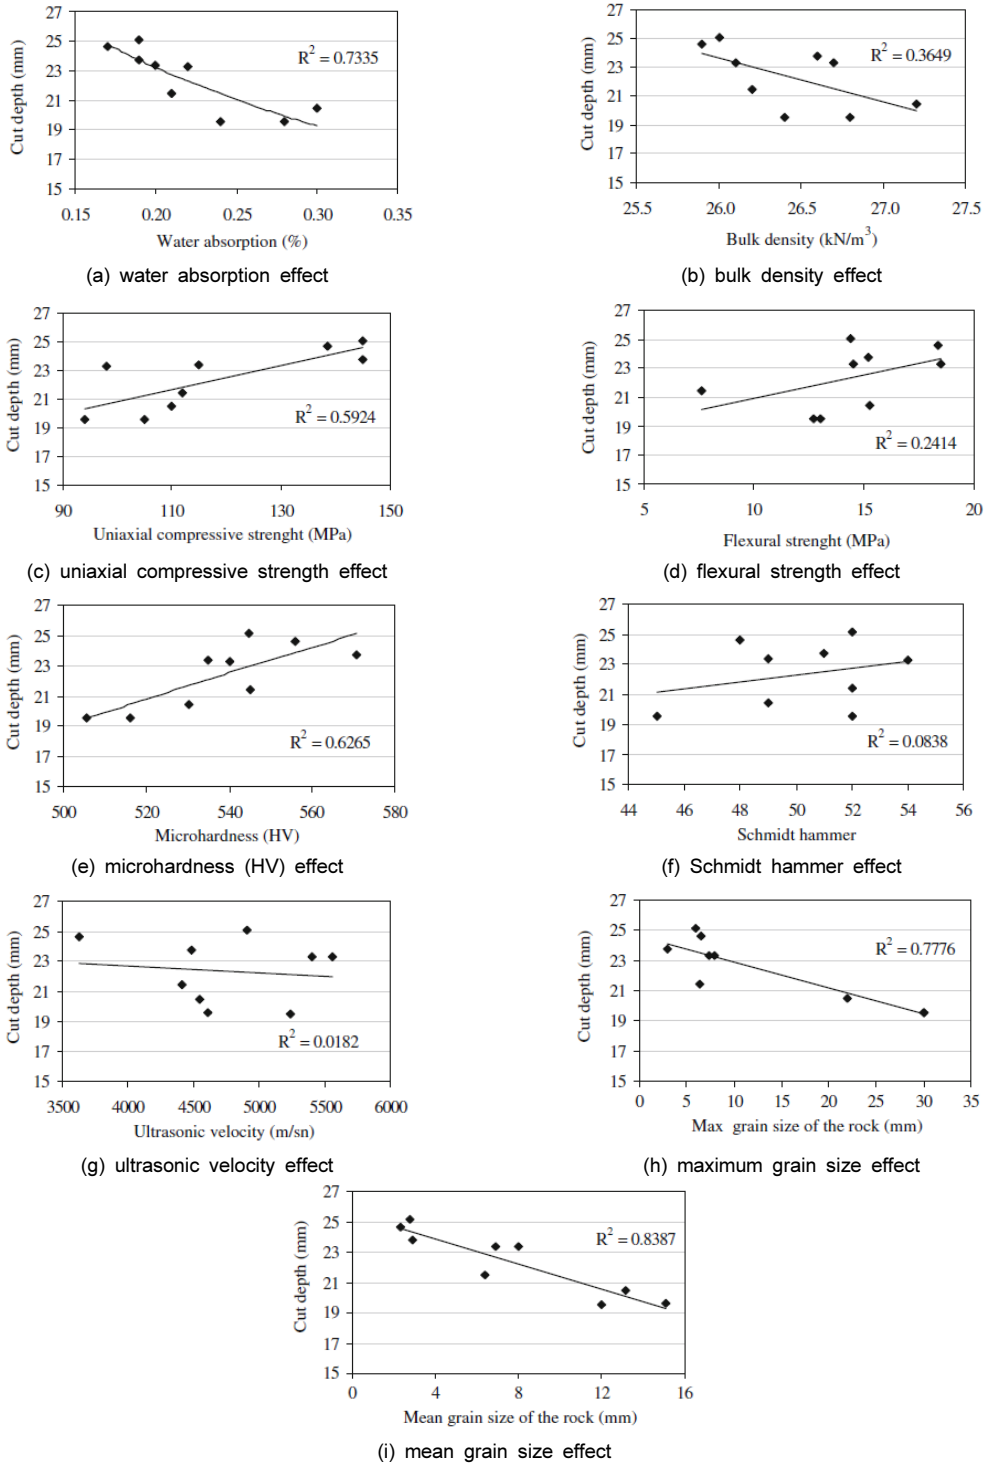 27
25
23
21
19
17
15
Cut depth (mm)
R² = 0.7335
0.15 0.20 0.25 0.30 0.35
Water absorption (%)
(a) water absorption effect
27
25
23
21
19
17
15
Cut depth (mm)
R² = 0.3649
25.5 26.0 26.5 27.0 27.5
Bulk density (kN/m³)
(b) bulk density effect
27
25
23
21
19
17
15
Cut depth (mm)
R² = 0.5924
90 110 130 150
Uniaxial compressive strenght (MPa)
(c) uniaxial compressive strength effect
27
25
23
21
19
17
15
Cut depth (mm)
R² = 0.2414
5 10 15 20
Flexural strenght (MPa)
(d) flexural strength effect
27
25
23
21
19
17
15
Cut depth (mm)
R² = 0.6265
500 520 540 560 580
Microhardness (HV)
(e) microhardness (HV) effect
27
25
23
21
19
17
15
Cut depth (mm)
R² = 0.0838
44 46 48 50 52 54 56
Schmidt hammer
(f) Schmidt hammer effect
27
25
23
21
19
17
15
Cut depth (mm)
R² = 0.0182
3500 4000 4500 5000 5500 6000
Ultrasonic velocity (m/sn)
(g) ultrasonic velocity effect
27
25
23
21
19
17
15
Cut depth (mm)
R² = 0.7776
0 5 10 15 20 25 30 35
Max grain size of the rock (mm)
(h) maximum grain size effect
27
25
23
21
19
17
15
Cut depth (mm)
R² = 0.8387
0 4 8 12 16
Mean grain size of the rock (mm)
(i) mean grain size effect